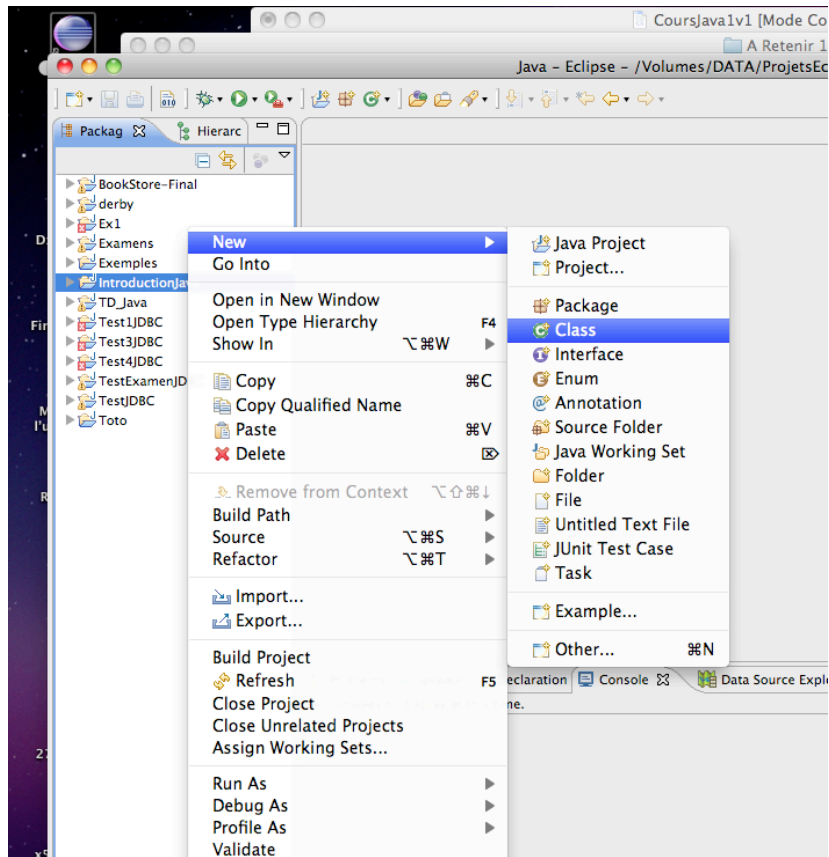 CoursJava1v1 [Mode Co
A Retenir 1
Java – Eclipse – /Volumes/DATA/ProjetsEc
Packag
Hierarc
BookStore-Final
derby
Ex1
Examens
Exemples
IntroductionJav
TD_Java
Test1JDBC
Test3JDBC
Test4JDBC
TestExamenJD
TestJDBC
Toto
New
Go Into
Open in New Window
Open Type Hierarchy F4
Show In ⌥⌘W
Copy ⌘C
Copy Qualified Name
Paste ⌘V
Delete ⌦
Remove from Context ⌥⇧⌘↓
Build Path
Source ⌥⌘S
Refactor ⌥⌘T
Import...
Export...
Build Project
Refresh F5
Close Project
Close Unrelated Projects
Assign Working Sets...
Run As
Debug As
Profile As
Validate
Java Project
Project...
Package
Class
Interface
Enum
Annotation
Source Folder
Java Working Set
Folder
File
Untitled Text File
JUnit Test Case
Task
Example...
Other... ⌘N
eclaration
Console
Data Source Explo
me.
Fir
l'u
27